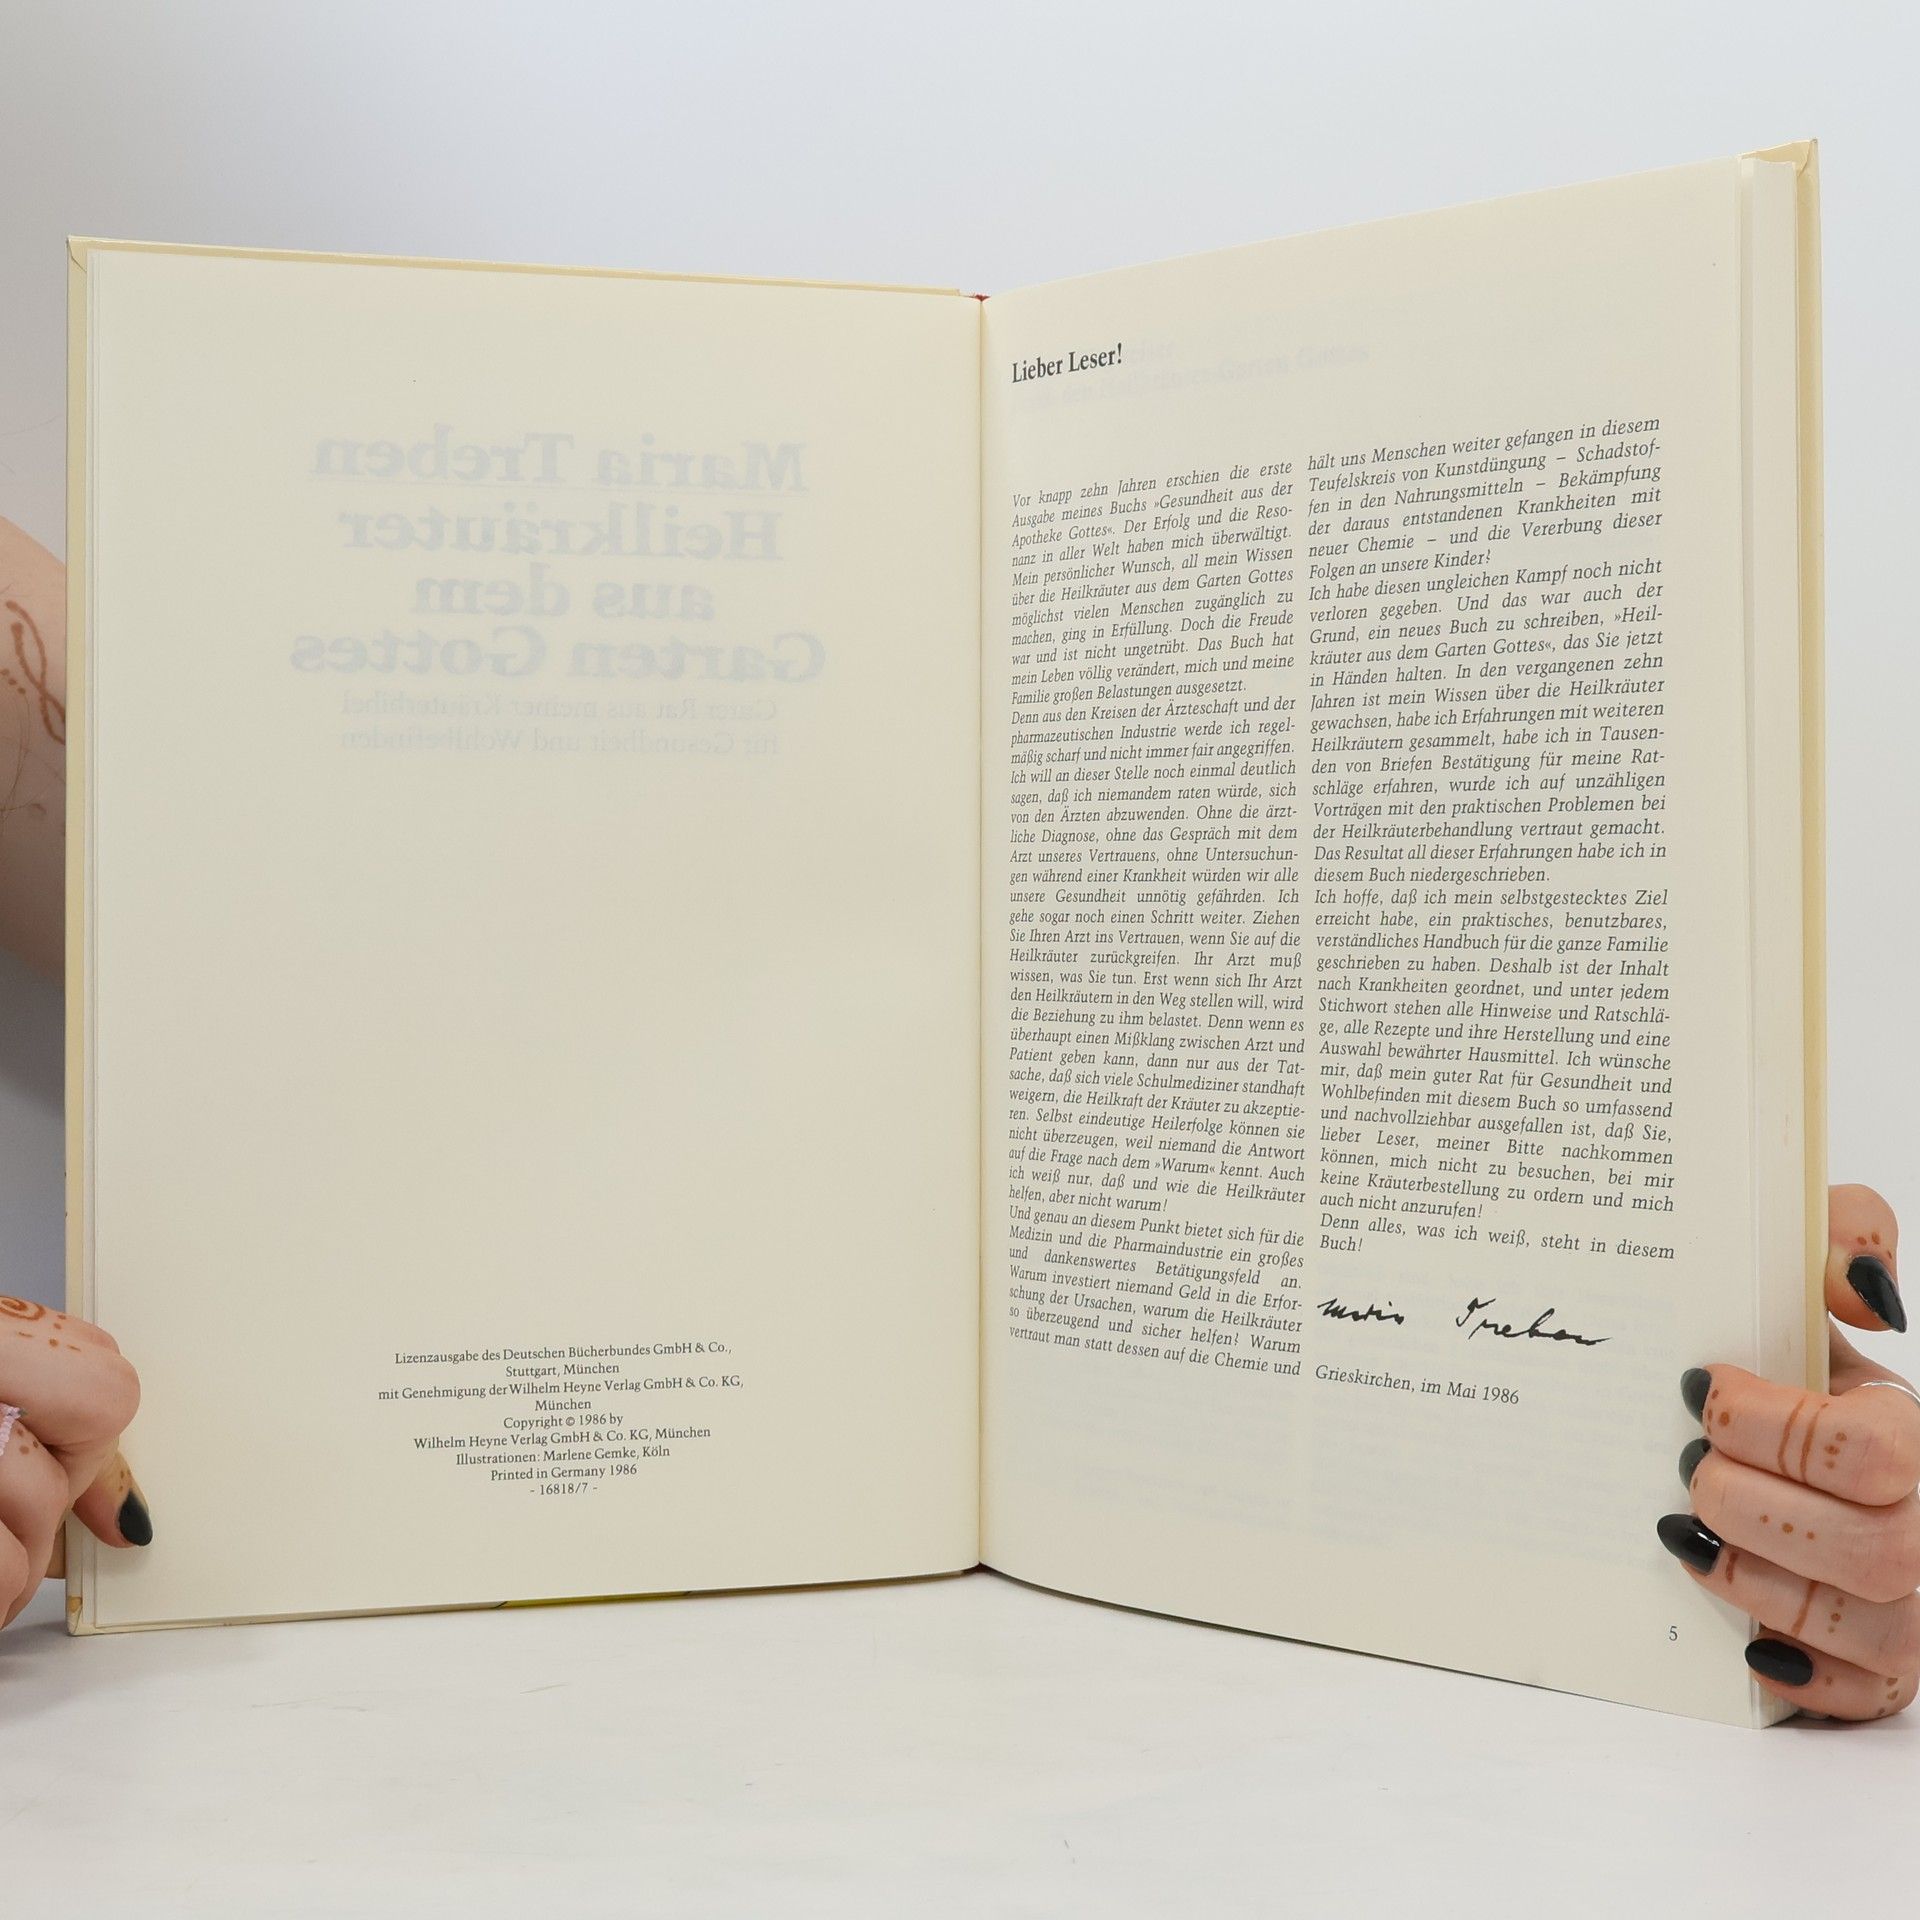 Maria Treben
Heilkräuter
aus dem
Garten Gottes
Guter Rat aus meiner Kräuterbibel
für Gesundheit und Wohlbefinden
Lizenzausgabe des Deutschen Bücherbundes GmbH & Co.,
Stuttgart, München
mit Genehmigung der Wilhelm Heyne Verlag GmbH & Co. KG,
München
Copyright © 1986 by
Wilhelm Heyne Verlag GmbH & Co. KG, München
Illustrationen: Marlene Gemke, Köln
Printed in Germany 1986
- 16818/7 -
Lieber Leser!
Vor knapp zehn Jahren erschien die erste
Ausgabe meines Buchs »Gesundheit aus der
Apotheke Gottes«. Der Erfolg und die Reso-
nanz in aller Welt haben mich überwältigt.
Mein persönlicher Wunsch, all mein Wissen
über die Heilkräuter aus dem Garten Gottes
möglichst vielen Menschen zugänglich zu
machen, ging in Erfüllung. Doch die Freude
war und ist nicht ungetrübt. Das Buch hat
mein Leben völlig verändert, mich und meine
Familie großen Belastungen ausgesetzt.
Denn aus den Kreisen der Ärzteschaft und der
pharmazeutischen Industrie werde ich regel-
mäßig scharf und nicht immer fair angegriffen.
Ich will an dieser Stelle noch einmal deutlich
sagen, daß ich niemandem raten würde, sich
von den Ärzten abzuwenden. Ohne die ärzt-
liche Diagnose, ohne das Gespräch mit dem
Arzt unseres Vertrauens, ohne Untersuchun-
gen während einer Krankheit würden wir alle
unsere Gesundheit unnötig gefährden. Ich
gehe sogar noch einen Schritt weiter. Ziehen
Sie Ihren Arzt ins Vertrauen, wenn Sie auf die
Heilkräuter zurückgreifen. Ihr Arzt muß
wissen, was Sie tun. Erst wenn sich Ihr Arzt
den Heilkräutern in den Weg stellen will, wird
die Beziehung zu ihm belastet. Denn wenn es
überhaupt einen Mißklang zwischen Arzt und
Patient geben kann, dann nur aus der Tat-
sache, daß sich viele Schulmediziner standhaft
weigern, die Heilkraft der Kräuter zu akzeptie-
ren. Selbst eindeutige Heilerfolge können sie
nicht überzeugen, weil niemand die Antwort
auf die Frage nach dem »Warum« kennt. Auch
ich weiß nur, daß und wie die Heilkräuter
helfen, aber nicht warum!
Und genau an diesem Punkt bietet sich für die
Medizin und die Pharmaindustrie ein großes
und dankenswertes Betätigungsfeld an.
Warum investiert niemand Geld in die Erfor-
schung der Ursachen, warum die Heilkräuter
so überzeugend und sicher helfen? Warum
vertraut man statt dessen auf die Chemie und
hält uns Menschen weiter gefangen in diesem
Teufelskreis von Kunstdüngung – Schadstof-
fen in den Nahrungsmitteln – Bekämpfung
der daraus entstandenen Krankheiten mit
neuer Chemie – und die Vererbung dieser
Folgen an unsere Kinder?
Ich habe diesen ungleichen Kampf noch nicht
verloren gegeben. Und das war auch der
Grund, ein neues Buch zu schreiben, »Heil-
kräuter aus dem Garten Gottes«, das Sie jetzt
in Händen halten. In den vergangenen zehn
Jahren ist mein Wissen über die Heilkräuter
gewachsen, habe ich Erfahrungen mit weiteren
Heilkräutern gesammelt, habe ich in Tausen-
den von Briefen Bestätigung für meine Rat-
schläge erfahren, wurde ich auf unzähligen
Vorträgen mit den praktischen Problemen bei
der Heilkräuterbehandlung vertraut gemacht.
Das Resultat all dieser Erfahrungen habe ich in
diesem Buch niedergeschrieben.
Ich hoffe, daß ich mein selbstgestecktes Ziel
erreicht habe, ein praktisches, benutzbares,
verständliches Handbuch für die ganze Familie
geschrieben zu haben. Deshalb ist der Inhalt
nach Krankheiten geordnet, und unter jedem
Stichwort stehen alle Hinweise und Ratschlä-
ge, alle Rezepte und ihre Herstellung und eine
Auswahl bewährter Hausmittel. Ich wünsche
mir, daß mein guter Rat für Gesundheit und
Wohlbefinden mit diesem Buch so umfassend
und nachvollziehbar ausgefallen ist, daß Sie,
lieber Leser, meiner Bitte nachkommen
können, mich nicht zu besuchen, bei mir
keine Kräuterbestellung zu ordern und mich
auch nicht anzurufen!
Denn alles, was ich weiß, steht in diesem
Buch!
Maria Treben
Grieskirchen, im Mai 1986
5